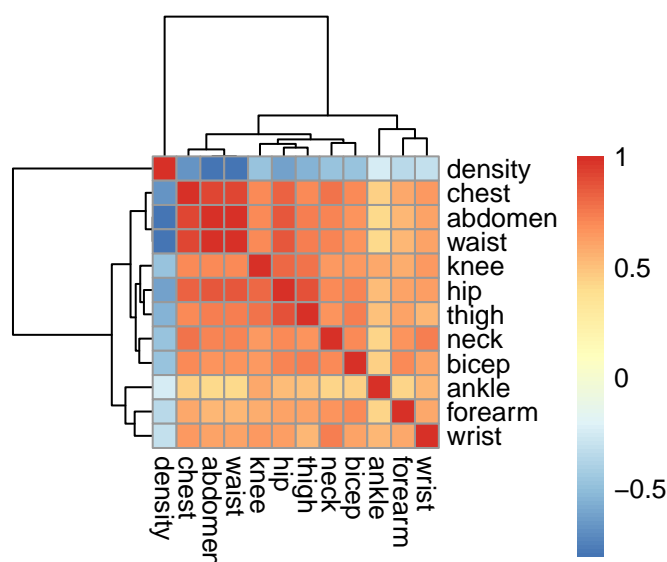 density
chest
abdomen
waist
knee
hip
thigh
neck
bicep
ankle
forearm
wrist
density
chest
abdomen
waist
knee
hip
thigh
neck
bicep
ankle
forearm
wrist
1
0.5
0
−0.5